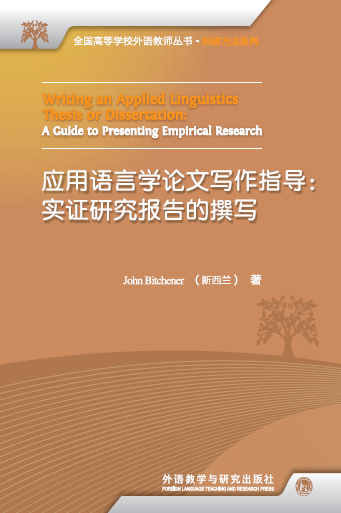 全国高等学校外语教师丛书·科研方法系列
Writing an Applied Linguistics
Thesis or Dissertation:
A Guide to Presenting Empirical Research
应用语言学论文写作指导：
实证研究报告的撰写
John Bitchener （新西兰） 著
外语教学与研究出版社
FOREIGN LANGUAGE TEACHING AND RESEARCH PRESS